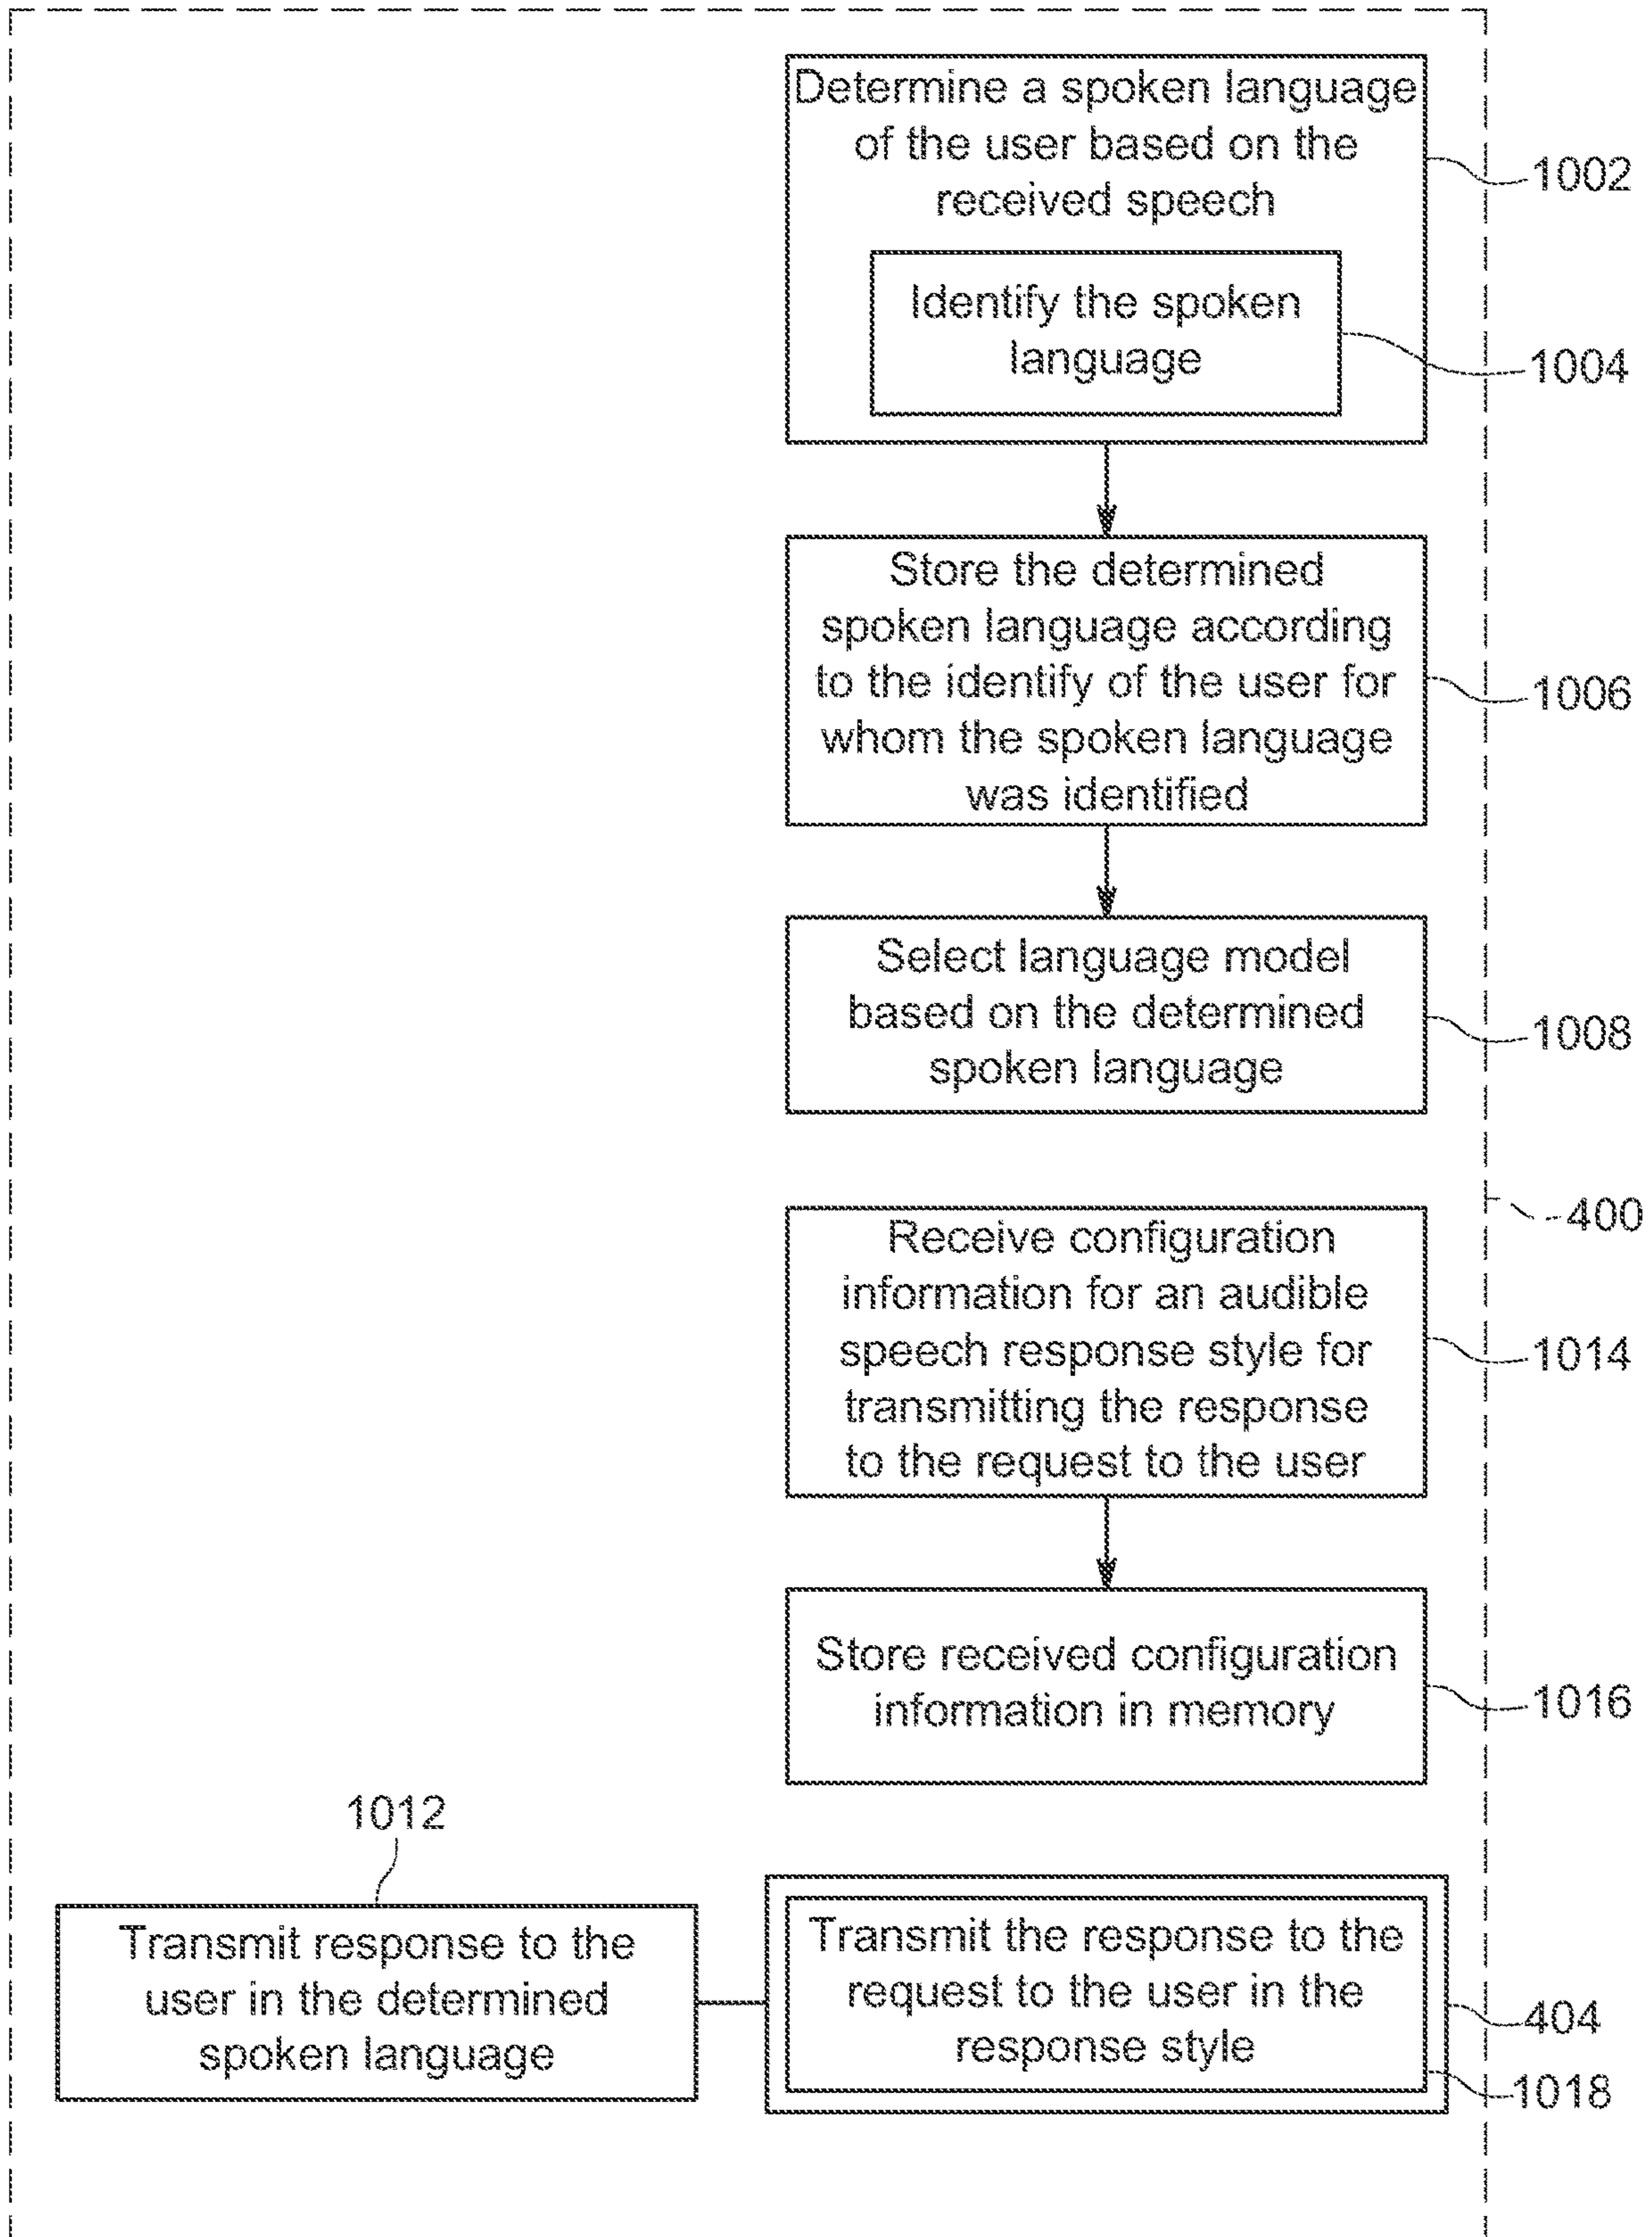 Determine a spoken language
of the user based on the
received speech
1002
Identify the spoken
language
1004
Store the determined
spoken language according
to the identify of the user for
whom the spoken language
was identified
1006
Select language model
based on the determined
spoken language
1008
400
Receive configuration
information for an audible
speech response style for
transmitting the response
to the request to the user
1014
Store received configuration
information in memory
1016
1012
Transmit response to the
user in the determined
spoken language
Transmit the response to the
request to the user in the
response style
404
1018